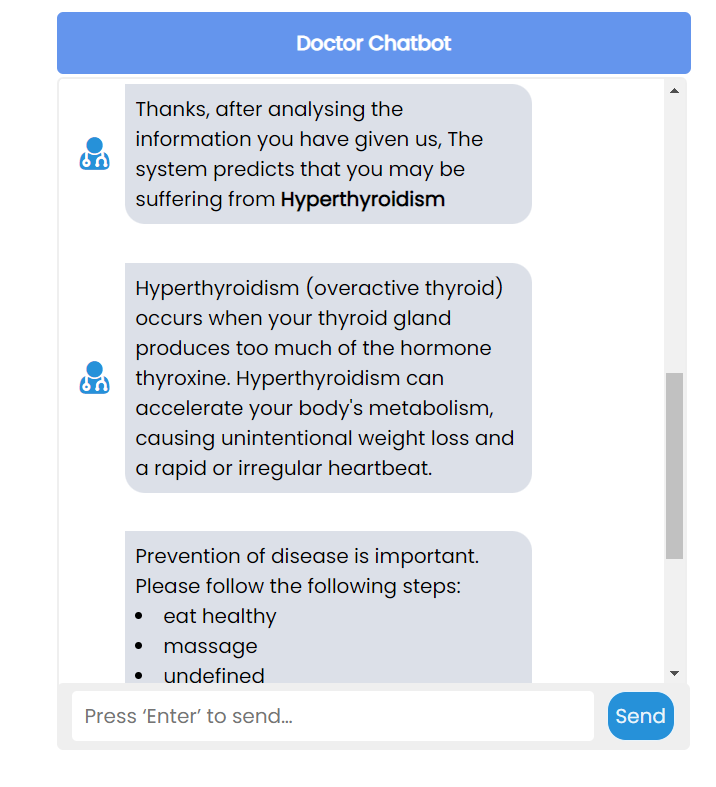 Doctor Chatbot
Thanks, after analysing the
information you have given us, The
system predicts that you may be
suffering from Hyperthyroidism
Hyperthyroidism (overactive thyroid)
occurs when your thyroid gland
produces too much of the hormone
thyroxine. Hyperthyroidism can
accelerate your body's metabolism,
causing unintentional weight loss and
a rapid or irregular heartbeat.
Prevention of disease is important.
Please follow the following steps:
• eat healthy
• massage
• undefined
Press ‘Enter’ to send...
Send